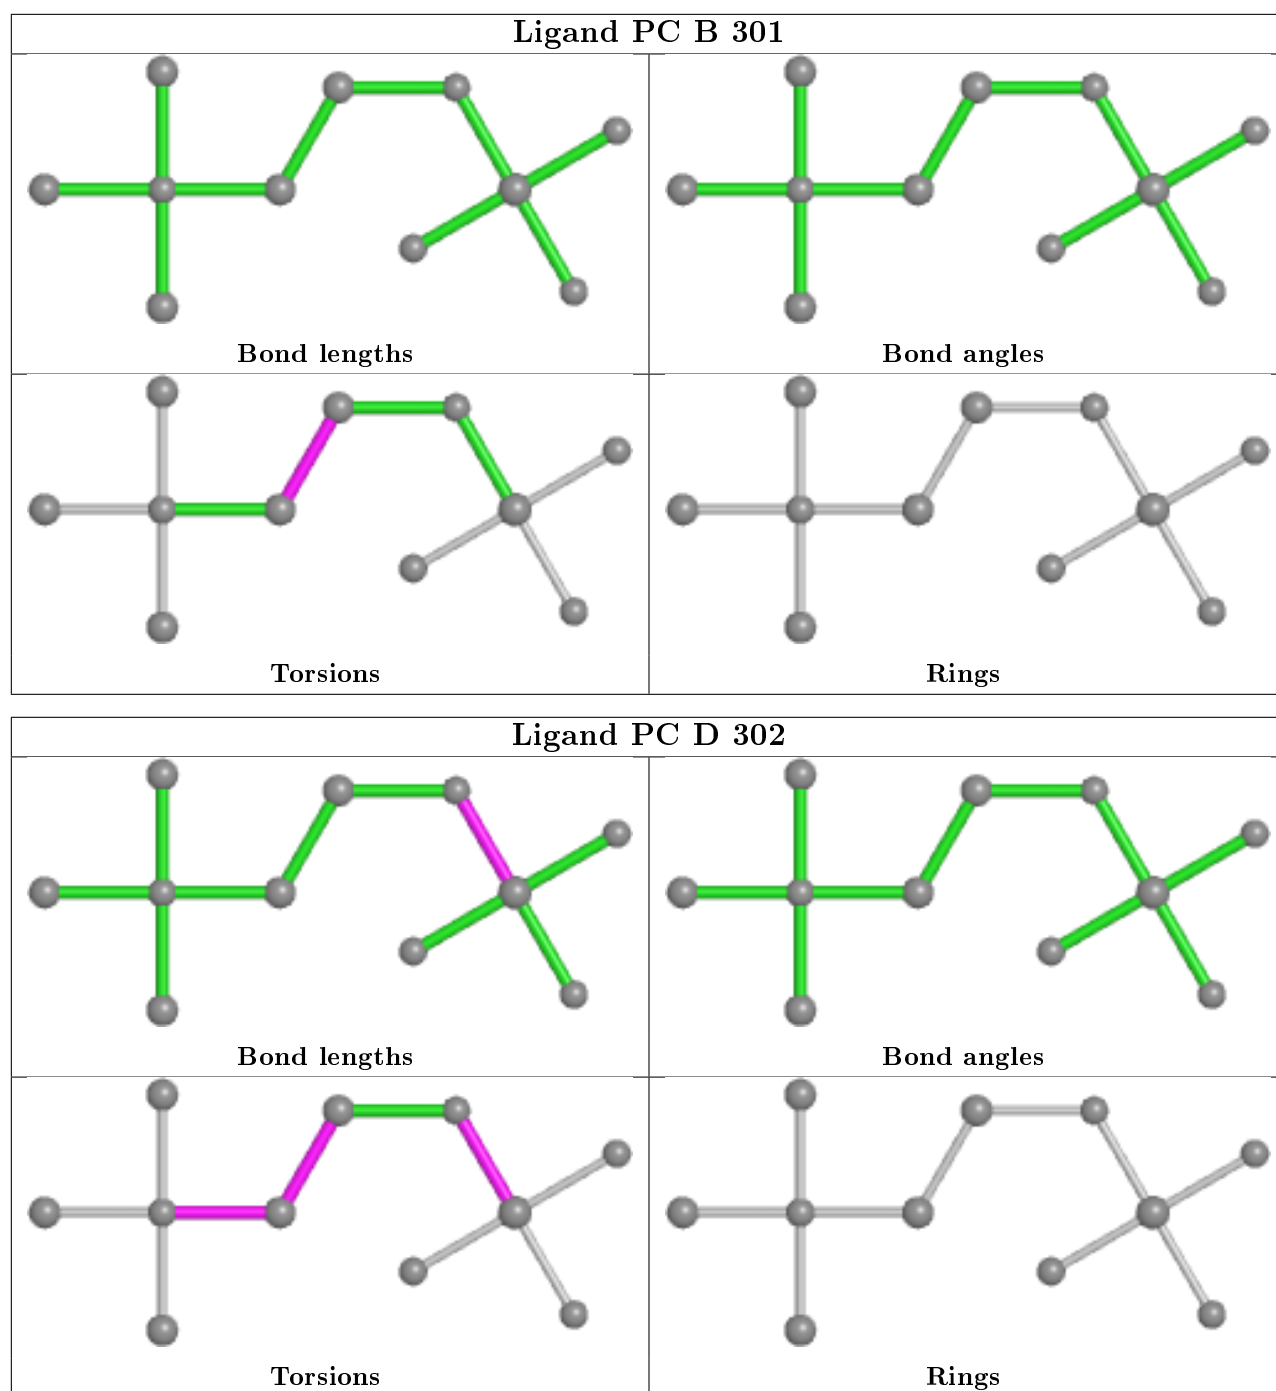 Ligand PC B 301
Bond lengths
Bond angles
Torsions
Rings
Ligand PC D 302
Bond lengths
Bond angles
Torsions
Rings